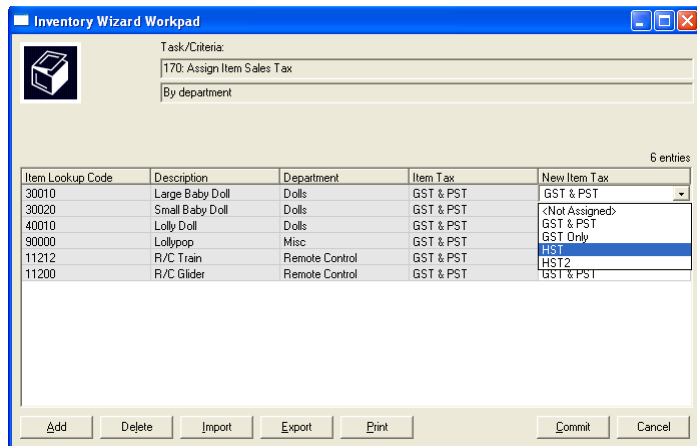 Inventory Wizard Workpad
Task/Criteria:
170: Assign Item Sales Tax
By department
6 entries
Item Lookup Code Description Department Item Tax New Item Tax
30010 Large Baby Doll Dolls GST & PST GST & PST
30020 Small Baby Doll Dolls GST & PST <Not Assigned>
40010 Lolly Doll Dolls GST & PST GST & PST
GST Only
90000 Lollypop Misc GST & PST HST
11212 R/C Train Remote Control GST & PST HST2
11200 R/C Glider Remote Control GST & PST GST & PST
Add Delete Import Export Print Commit Cancel